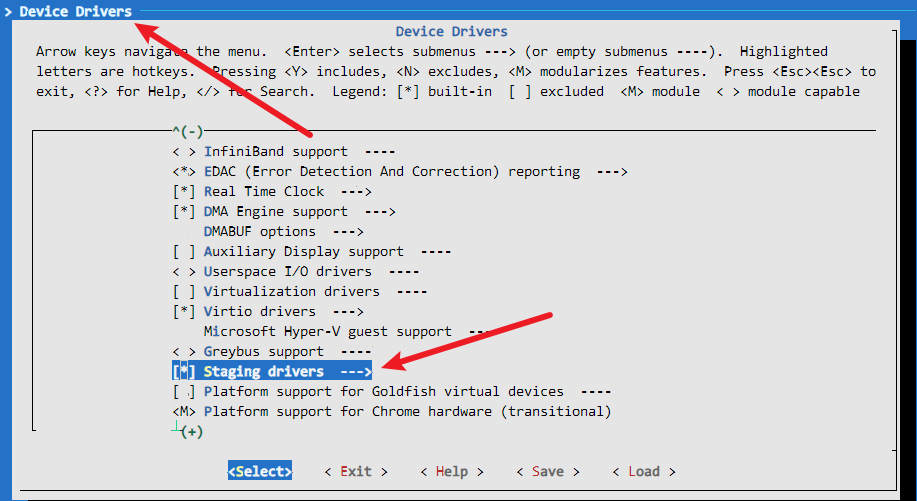 > Device Drivers
Device Drivers
Arrow keys navigate the menu. <Enter> selects submenus ---> (or empty submenus ----). Highlighted
letters are hotkeys. Pressing <Y> includes, <N> excludes, <M> modularizes features. Press <Esc><Esc> to
exit, <?> for Help, </> for Search. Legend: [*] built-in [ ] excluded <M> module < > module capable
^(-)
< > InfiniBand support ----
<*> EDAC (Error Detection And Correction) reporting --->
[*] Real Time Clock --->
[*] DMA Engine support --->
DMABUF options --->
[ ] Auxiliary Display support ----
< > Userspace I/O drivers ----
[ ] Virtualization drivers ----
[*] Virtio drivers --->
Microsoft Hyper-V guest support ----
< > Greybus support ----
[*] Staging drivers --->
[ ] Platform support for Goldfish virtual devices ----
<M> Platform support for Chrome hardware (transitional)
(+)
<Select> < Exit > < Help > < Save > < Load >